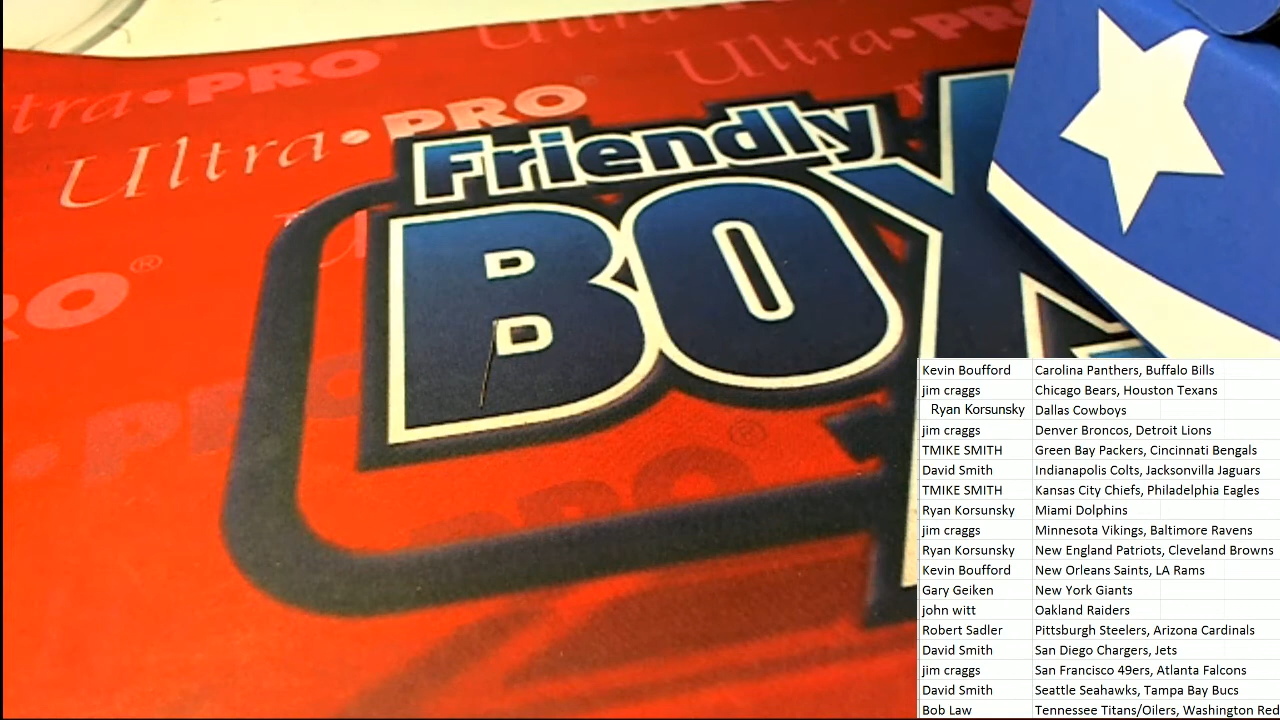 Ultra
Ultra•PRO
tra•PRO®
Ultra•PRO®
Friendly
BOX
RO®
Kevin Boufford Carolina Panthers, Buffalo Bills
jim craggs Chicago Bears, Houston Texans
Ryan Korsunsky Dallas Cowboys
jim craggs Denver Broncos, Detroit Lions
TMIKE SMITH Green Bay Packers, Cincinnati Bengals
David Smith Indianapolis Colts, Jacksonvilla Jaguars
TMIKE SMITH Kansas City Chiefs, Philadelphia Eagles
Ryan Korsunsky Miami Dolphins
jim craggs Minnesota Vikings, Baltimore Ravens
Ryan Korsunsky New England Patriots, Cleveland Browns
Kevin Boufford New Orleans Saints, LA Rams
Gary Geiken New York Giants
john witt Oakland Raiders
Robert Sadler Pittsburgh Steelers, Arizona Cardinals
David Smith San Diego Chargers, Jets
jim craggs San Francisco 49ers, Atlanta Falcons
David Smith Seattle Seahawks, Tampa Bay Bucs
Bob Law Tennessee Titans/Oilers, Washington Red